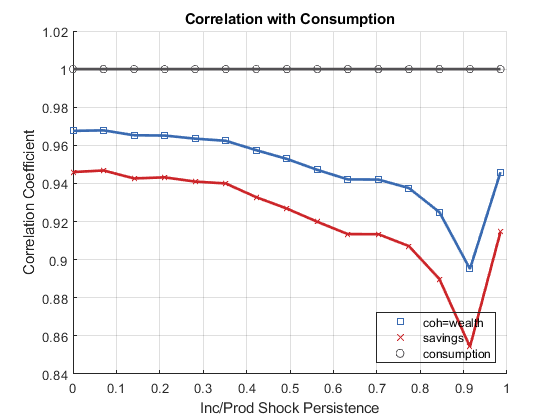 Correlation with Consumption
Correlation Coefficient
1.02
1
0.98
0.96
0.94
0.92
0.9
0.88
0.86
0.84
coh=wealth
savings
consumption
0 0.1 0.2 0.3 0.4 0.5 0.6 0.7 0.8 0.9 1
Inc/Prod Shock Persistence